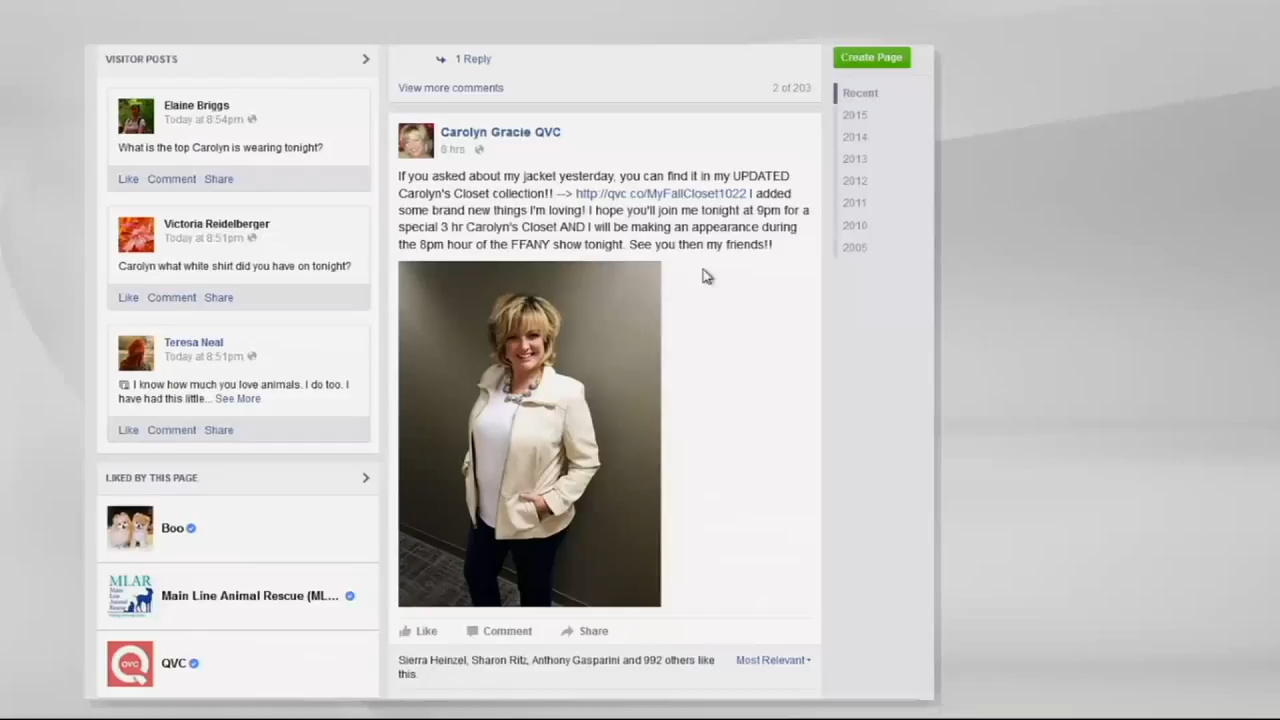 VISITOR POSTS
Elaine Briggs
Today at 8:54pm
What is the top Carolyn is wearing tonight?
Like Comment Share
Victoria Reidelberger
Today at 8:51pm
Carolyn what white shirt did you have on tonight?
Like Comment Share
Teresa Neal
Today at 8:51pm
I know how much you love animals. I do too. I
have had this little... See More
Like Comment Share
LIKED BY THIS PAGE
Boo
MLAR
Main Line Animal Rescue (ML...
QVC
QVC
1 Reply
View more comments 2 of 203
Carolyn Gracie QVC
8 hrs
If you asked about my jacket yesterday, you can find it in my UPDATED
Carolyn's Closet collection!! --> http://qvc.co/MyFallCloset1022 I added
some brand new things I'm loving! I hope you'll join me tonight at 9pm for a
special 3 hr Carolyn's Closet AND I will be making an appearance during
the 8pm hour of the FFANY show tonight. See you then my friends!!
Like Comment Share
Sierra Heinzel, Sharon Ritz, Anthony Gasparini and 992 others like
this.
Most Relevant
Create Page
Recent
2015
2014
2013
2012
2011
2010
2005